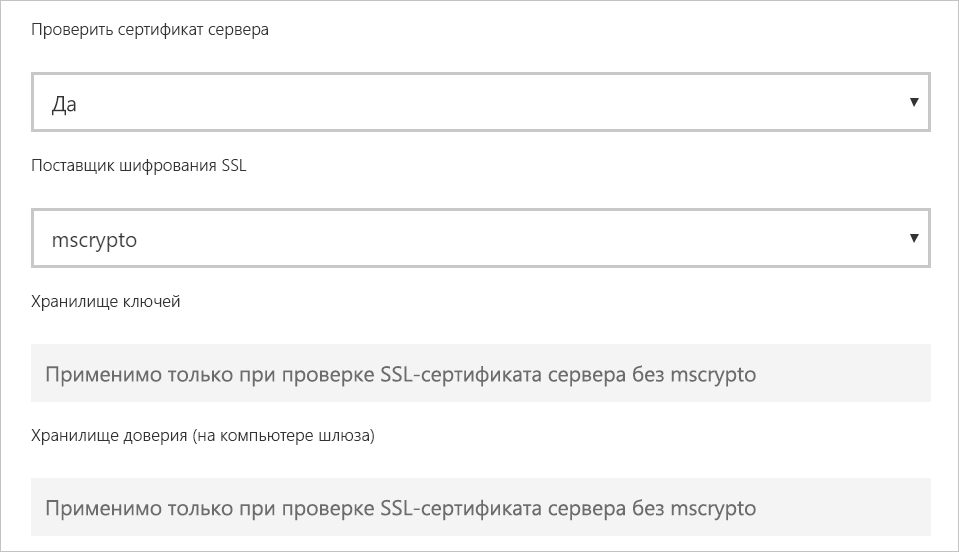 Проверить сертификат сервера
Да
Поставщик шифрования SSL
mscrypto
Хранилище ключей
Применимо только при проверке SSL-сертификата сервера без mscrypto
Хранилище доверия (на компьютере шлюза)
Применимо только при проверке SSL-сертификата сервера без mscrypto